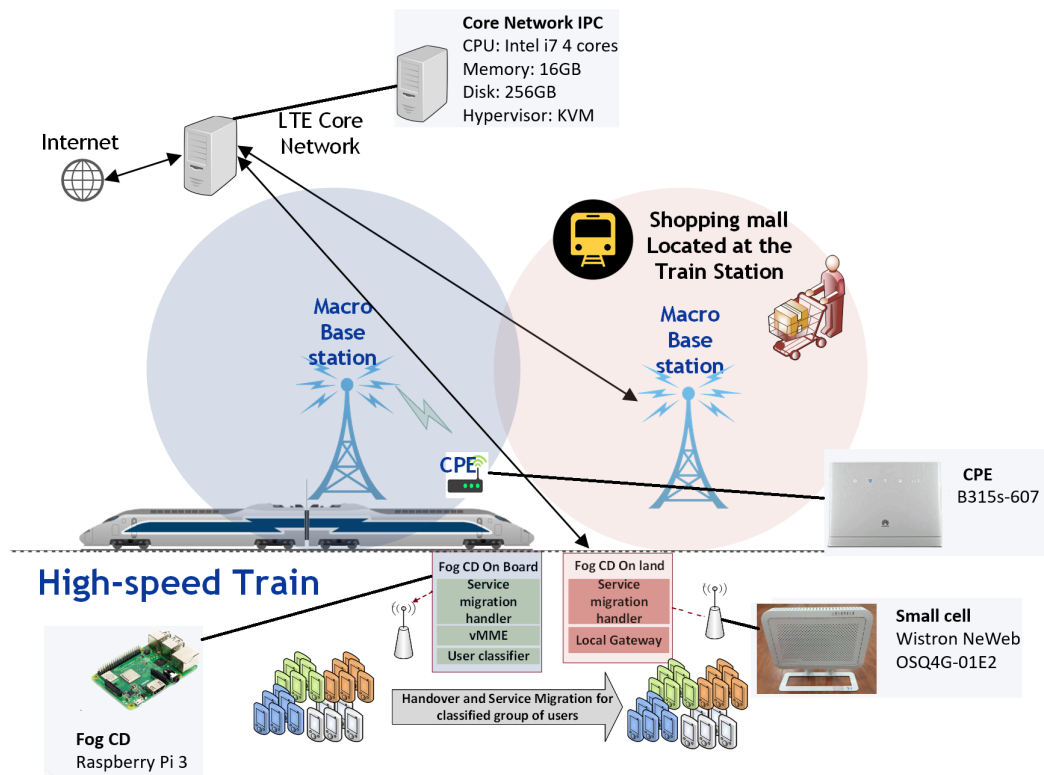 Core Network IPC
CPU: Intel i7 4 cores
Memory: 16GB
Disk: 256GB
Hypervisor: KVM
LTE Core
Network
Internet
Shopping mall
Located at the
Train Station
Macro
Base
station
Macro
Base
station
CPE
CPE
B315s-607
High-speed Train
Fog CD On Board
Service
migration
handler
vMME
User classifier
Fog CD On land
Service
migration
handler
Local Gateway
Small cell
Wistron NeWeb
OSQ4G-01E2
Handover and Service Migration for
classified group of users
Fog CD
Raspberry Pi 3